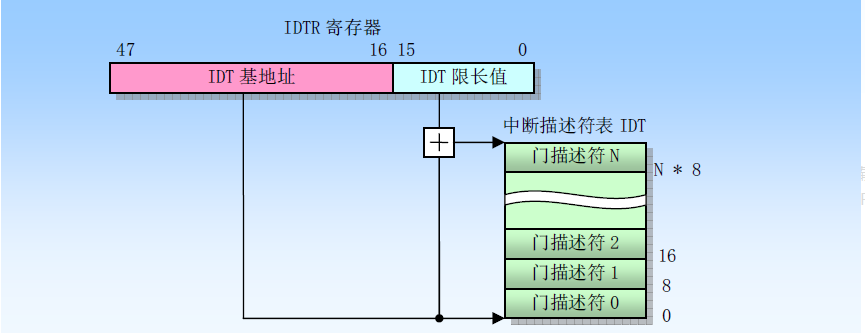 IDTR 寄存器
47 16 15 0
IDT 基地址 IDT 限长值
中断描述符表 IDT
+
门描述符 N
N * 8
门描述符 2
16
门描述符 1
8
门描述符 0
0